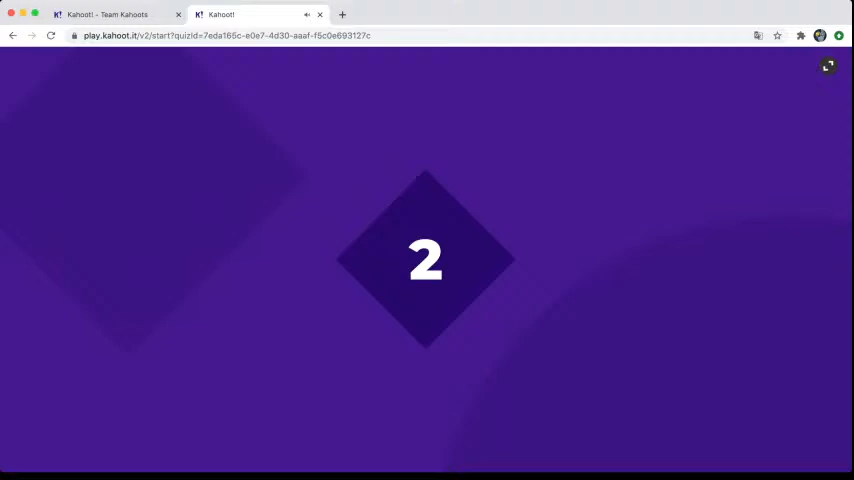 K! Kahoot! - Team Kahoots
K! Kahoot!
play.kahoot.it/v2/start?quizId=7eda165c-e0e7-4d30-aaaf-f5c0e693127c
2